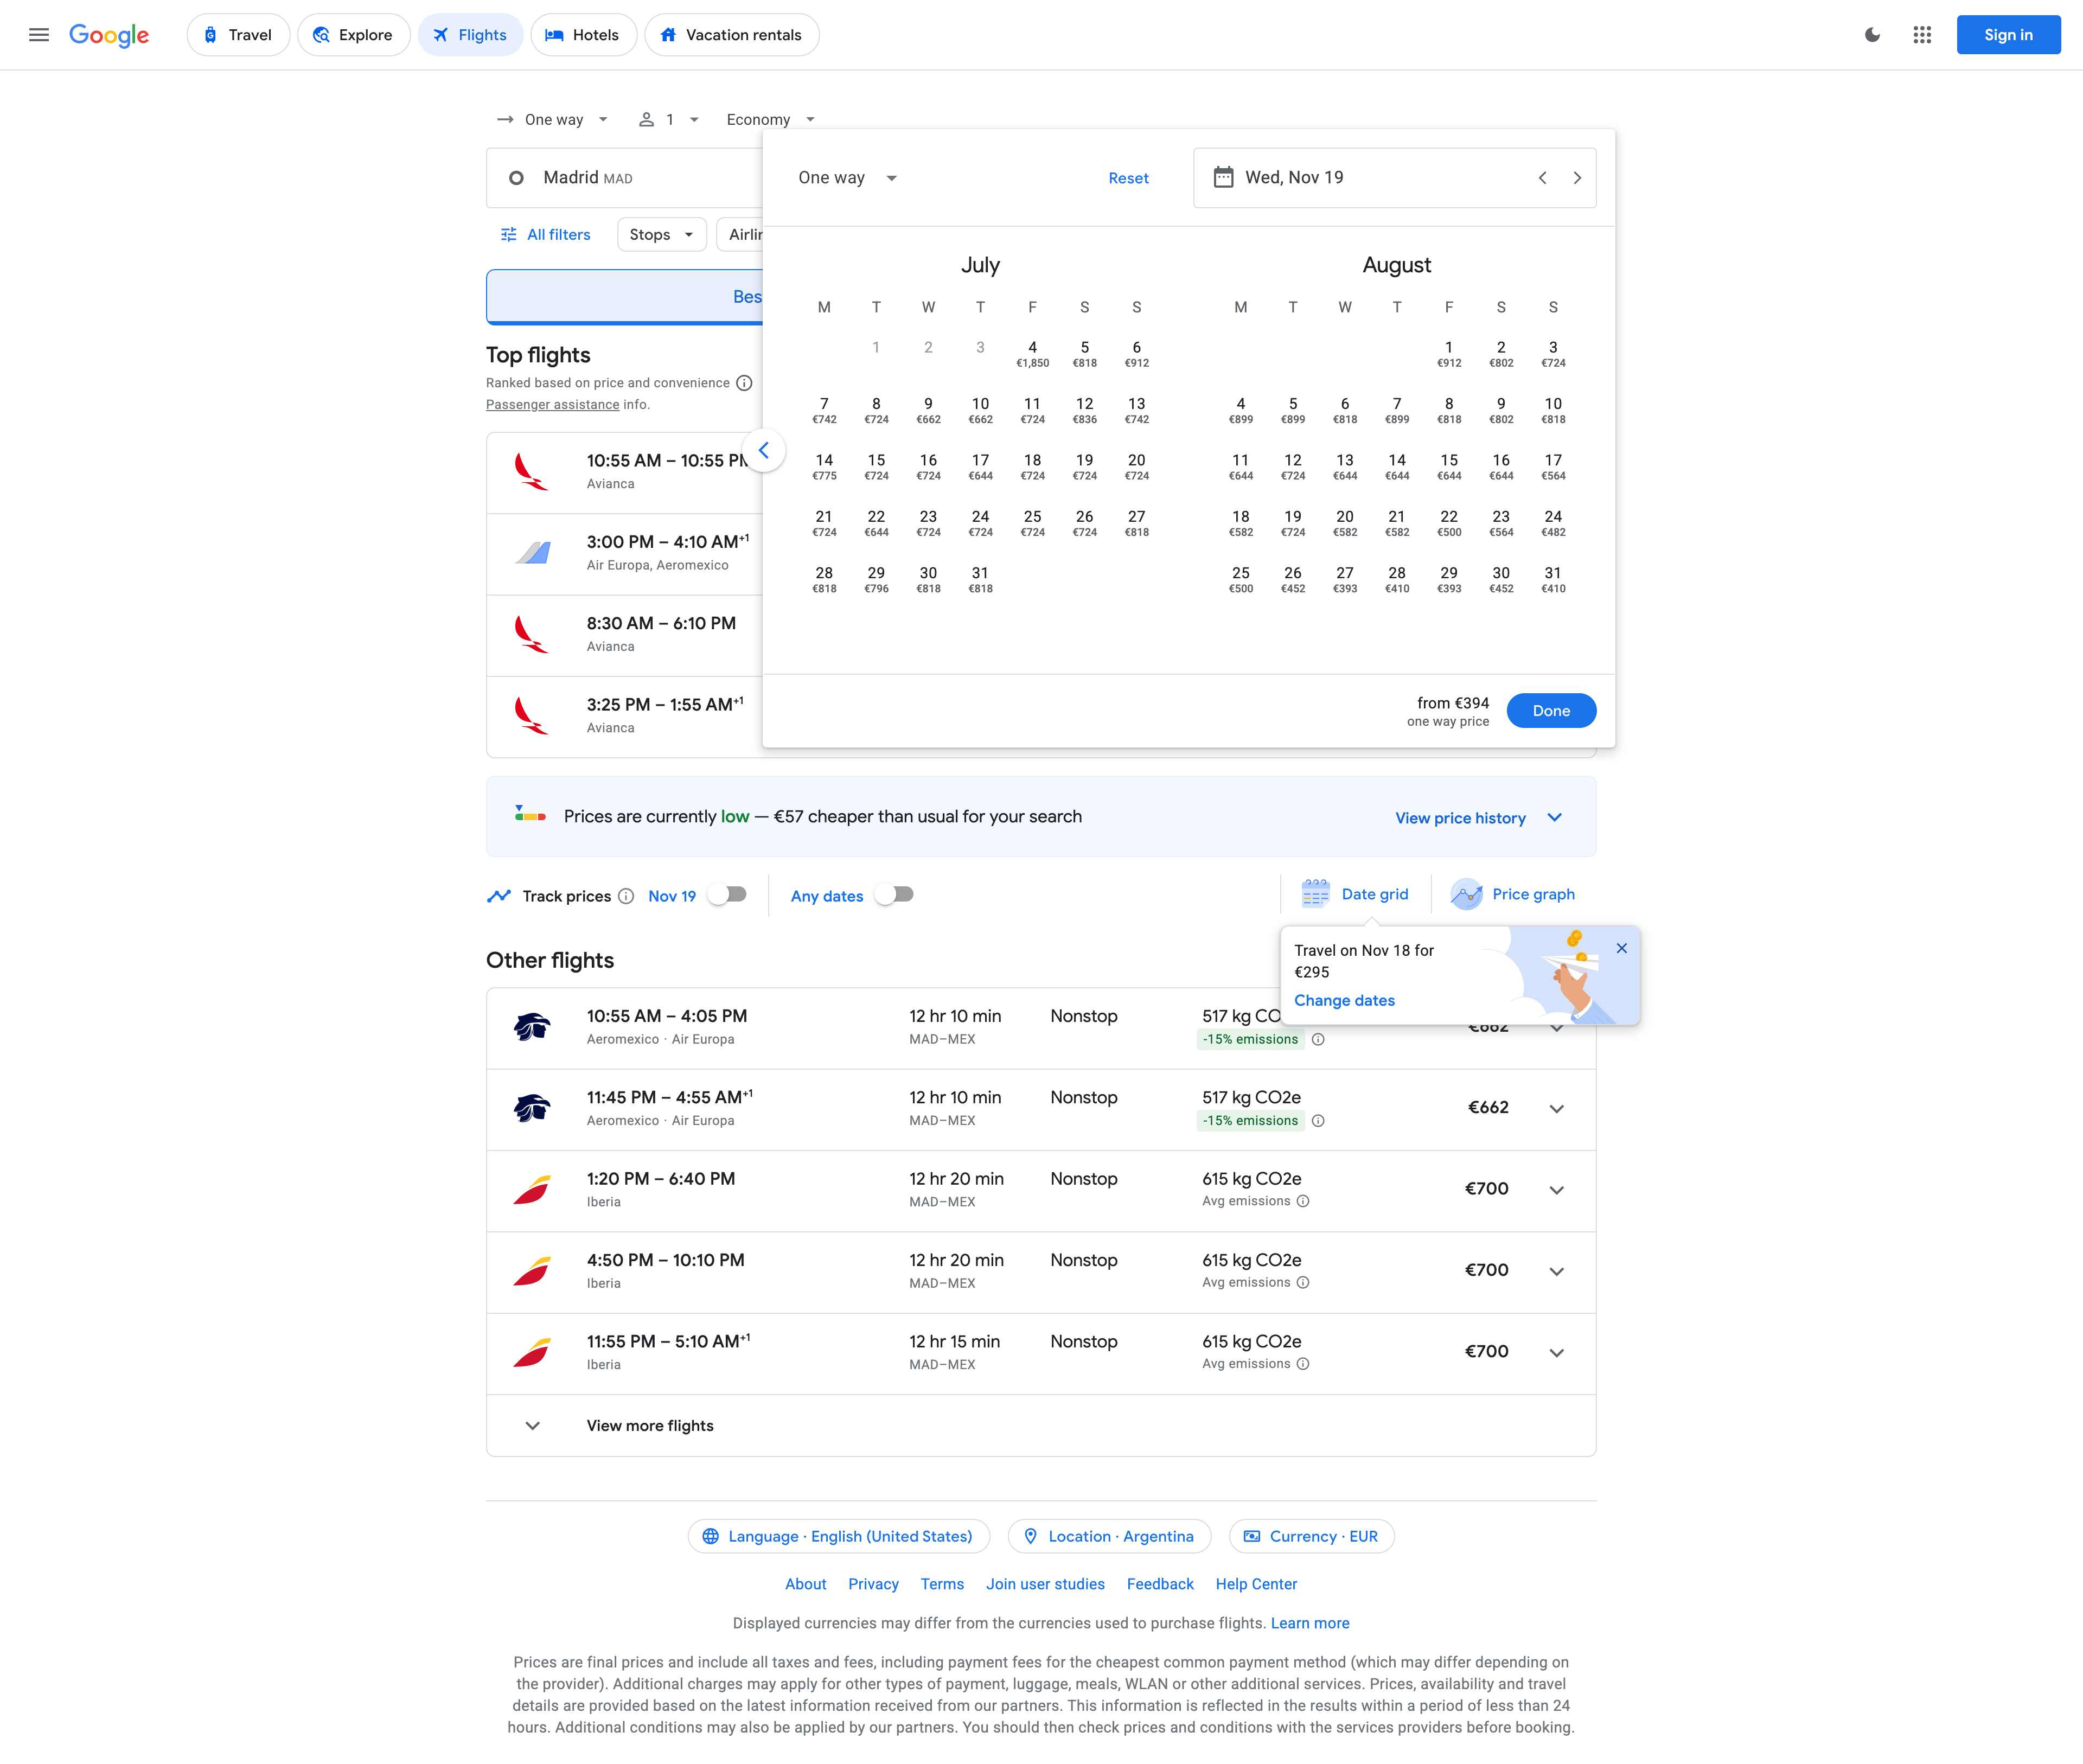 Google
Travel
Explore
Flights
Hotels
Vacation rentals
Sign in
One way
1
Economy
Madrid MAD
One way
Reset
Wed, Nov 19
All filters
Stops
July
August
M T W T F S S
M T W T F S S
1 2 3 4 5 6
€1,850 €818 €912
1 2 3
€912 €802 €724
7 8 9 10 11 12 13
€742 €724 €662 €662 €724 €836 €742
4 5 6 7 8 9 10
€899 €899 €818 €899 €818 €802 €818
14 15 16 17 18 19 20
€775 €724 €724 €644 €724 €724 €724
11 12 13 14 15 16 17
€644 €724 €644 €644 €644 €644 €564
21 22 23 24 25 26 27
€724 €644 €724 €724 €724 €724 €818
18 19 20 21 22 23 24
€582 €724 €582 €582 €500 €564 €482
28 29 30 31
€818 €796 €818 €818
25 26 27 28 29 30 31
€500 €452 €393 €410 €393 €452 €410
from €394
one way price
Done
Top flights
Ranked based on price and convenience
Passenger assistance info.
10:55 AM – 10:55 PM
Avianca
3:00 PM – 4:10 AM+1
Air Europa, Aeromexico
8:30 AM – 6:10 PM
Avianca
3:25 PM – 1:55 AM+1
Avianca
Prices are currently low — €57 cheaper than usual for your search
View price history
Track prices
Nov 19
Any dates
Date grid
Price graph
Travel on Nov 18 for
€295
Change dates
Other flights
10:55 AM – 4:05 PM
Aeromexico · Air Europa
12 hr 10 min
MAD–MEX
Nonstop
517 kg CO
-15% emissions
€662
11:45 PM – 4:55 AM+1
Aeromexico · Air Europa
12 hr 10 min
MAD–MEX
Nonstop
517 kg CO2e
-15% emissions
€662
1:20 PM – 6:40 PM
Iberia
12 hr 20 min
MAD–MEX
Nonstop
615 kg CO2e
Avg emissions
€700
4:50 PM – 10:10 PM
Iberia
12 hr 20 min
MAD–MEX
Nonstop
615 kg CO2e
Avg emissions
€700
11:55 PM – 5:10 AM+1
Iberia
12 hr 15 min
MAD–MEX
Nonstop
615 kg CO2e
Avg emissions
€700
View more flights
Language · English (United States)
Location · Argentina
Currency · EUR
About
Privacy
Terms
Join user studies
Feedback
Help Center
Displayed currencies may differ from the currencies used to purchase flights. Learn more
Prices are final prices and include all taxes and fees, including payment fees for the cheapest common payment method (which may differ depending on
the provider). Additional charges may apply for other types of payment, luggage, meals, WLAN or other additional services. Prices, availability and travel
details are provided based on the latest information received from our partners. This information is reflected in the results within a period of less than 24
hours. Additional conditions may also be applied by our partners. You should then check prices and conditions with the services providers before booking.